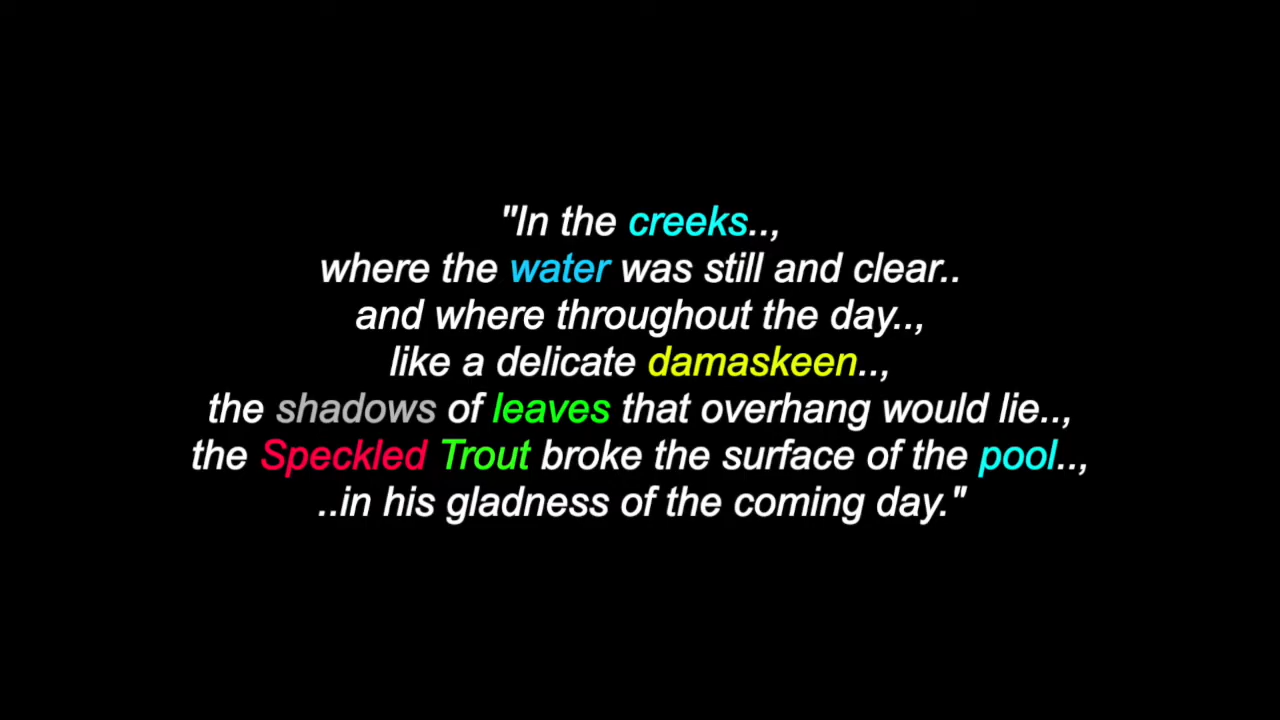 "In the creeks..,
where the water was still and clear..
and where throughout the day..,
like a delicate damaskeen..,
the shadows of leaves that overhang would lie..,
the Speckled Trout broke the surface of the pool..,
..in his gladness of the coming day."